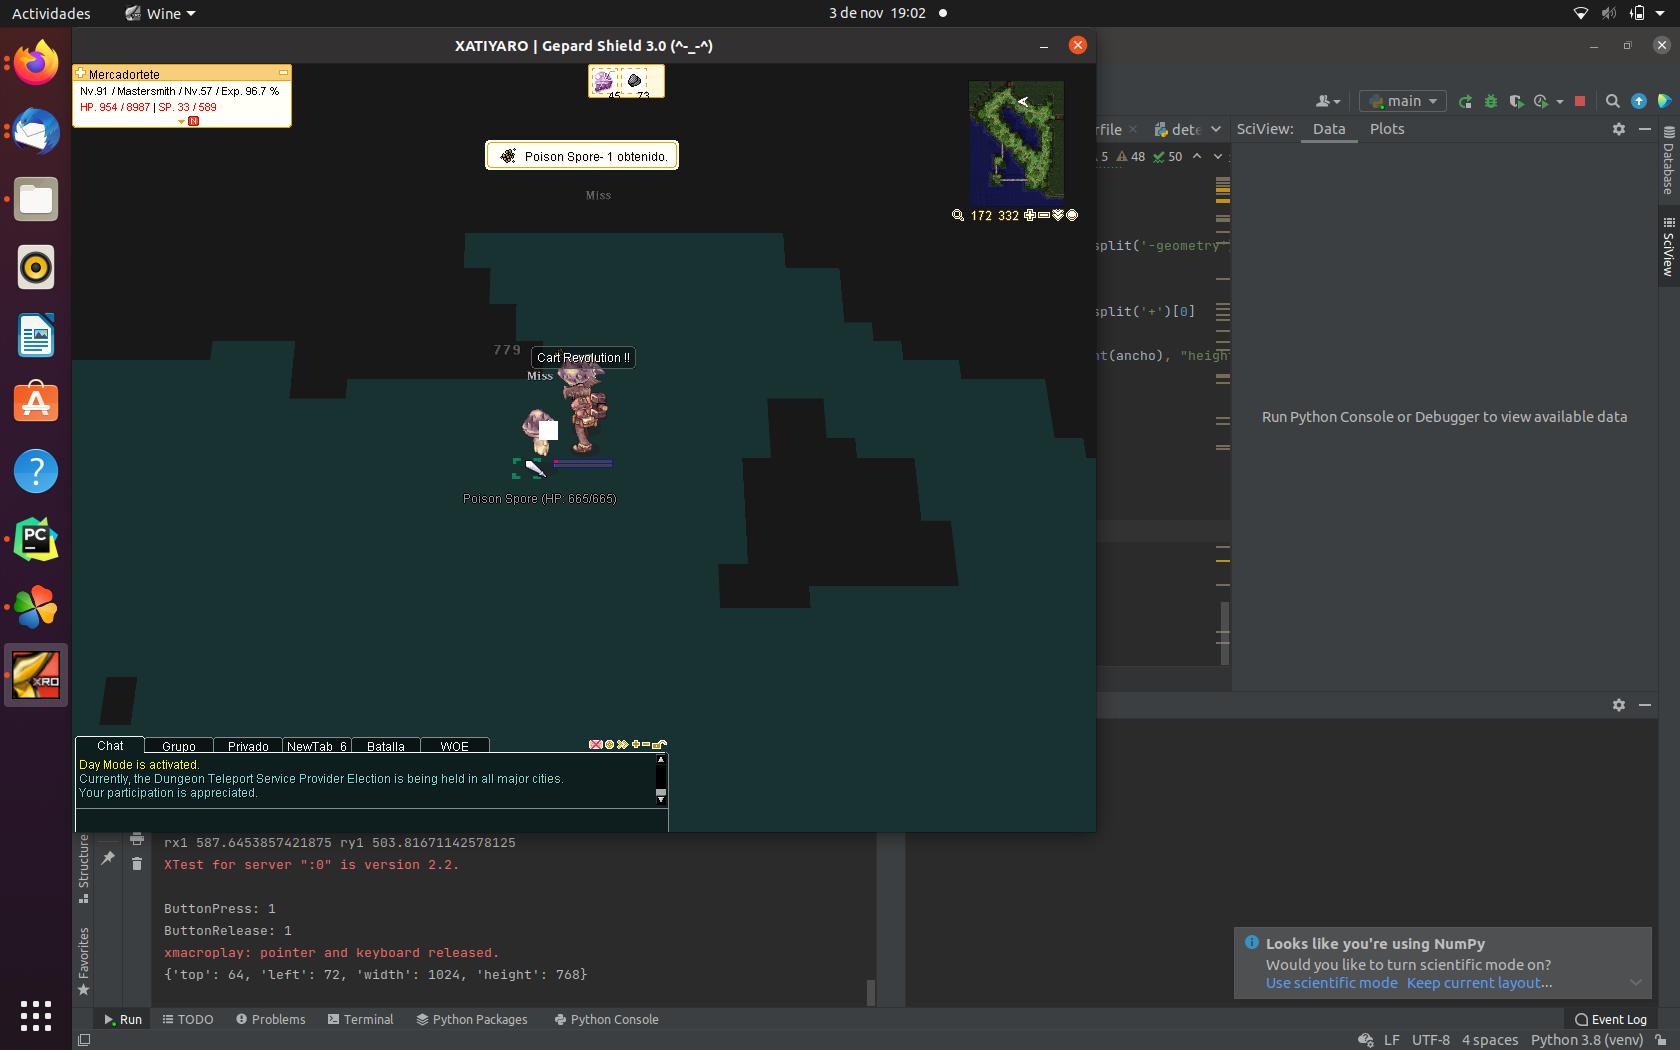 Actividades
Wine
3 de nov 19:02
XATIYARO | Gepard Shield 3.0 (^-_-^)
Mercadortete
Nv.91 / Mastersmith / Nv.57 / Exp. 96.7 %
HP. 954 / 8987 | SP. 33 / 589
N
45
73
Poison Spore- 1 obtenido.
Miss
172 332
779
Cart Revolution !!
Miss
Poison Spore (HP: 665/665)
Chat
Grupo
Privado
NewTab_6
Batalla
WOE
Day Mode is activated.
Currently, the Dungeon Teleport Service Provider Election is being held in all major cities.
Your participation is appreciated.
main
rfile
dete
SciView:
Data
Plots
5
48
50
split('-geometry'
split('+')[0]
nt(ancho), "heigh
Run Python Console or Debugger to view available data
Database
SciView
PC
XRO
Structure
Favorites
rx1 587.6453857421875 ry1 503.81671142578125
XTest for server ":0" is version 2.2.
ButtonPress: 1
ButtonRelease: 1
xmacroplay: pointer and keyboard released.
{'top': 64, 'left': 72, 'width': 1024, 'height': 768}
Looks like you're using NumPy
Would you like to turn scientific mode on?
Use scientific mode Keep current layout...
Run
TODO
Problems
Terminal
Python Packages
Python Console
Event Log
LF
UTF-8
4 spaces
Python 3.8 (venv)